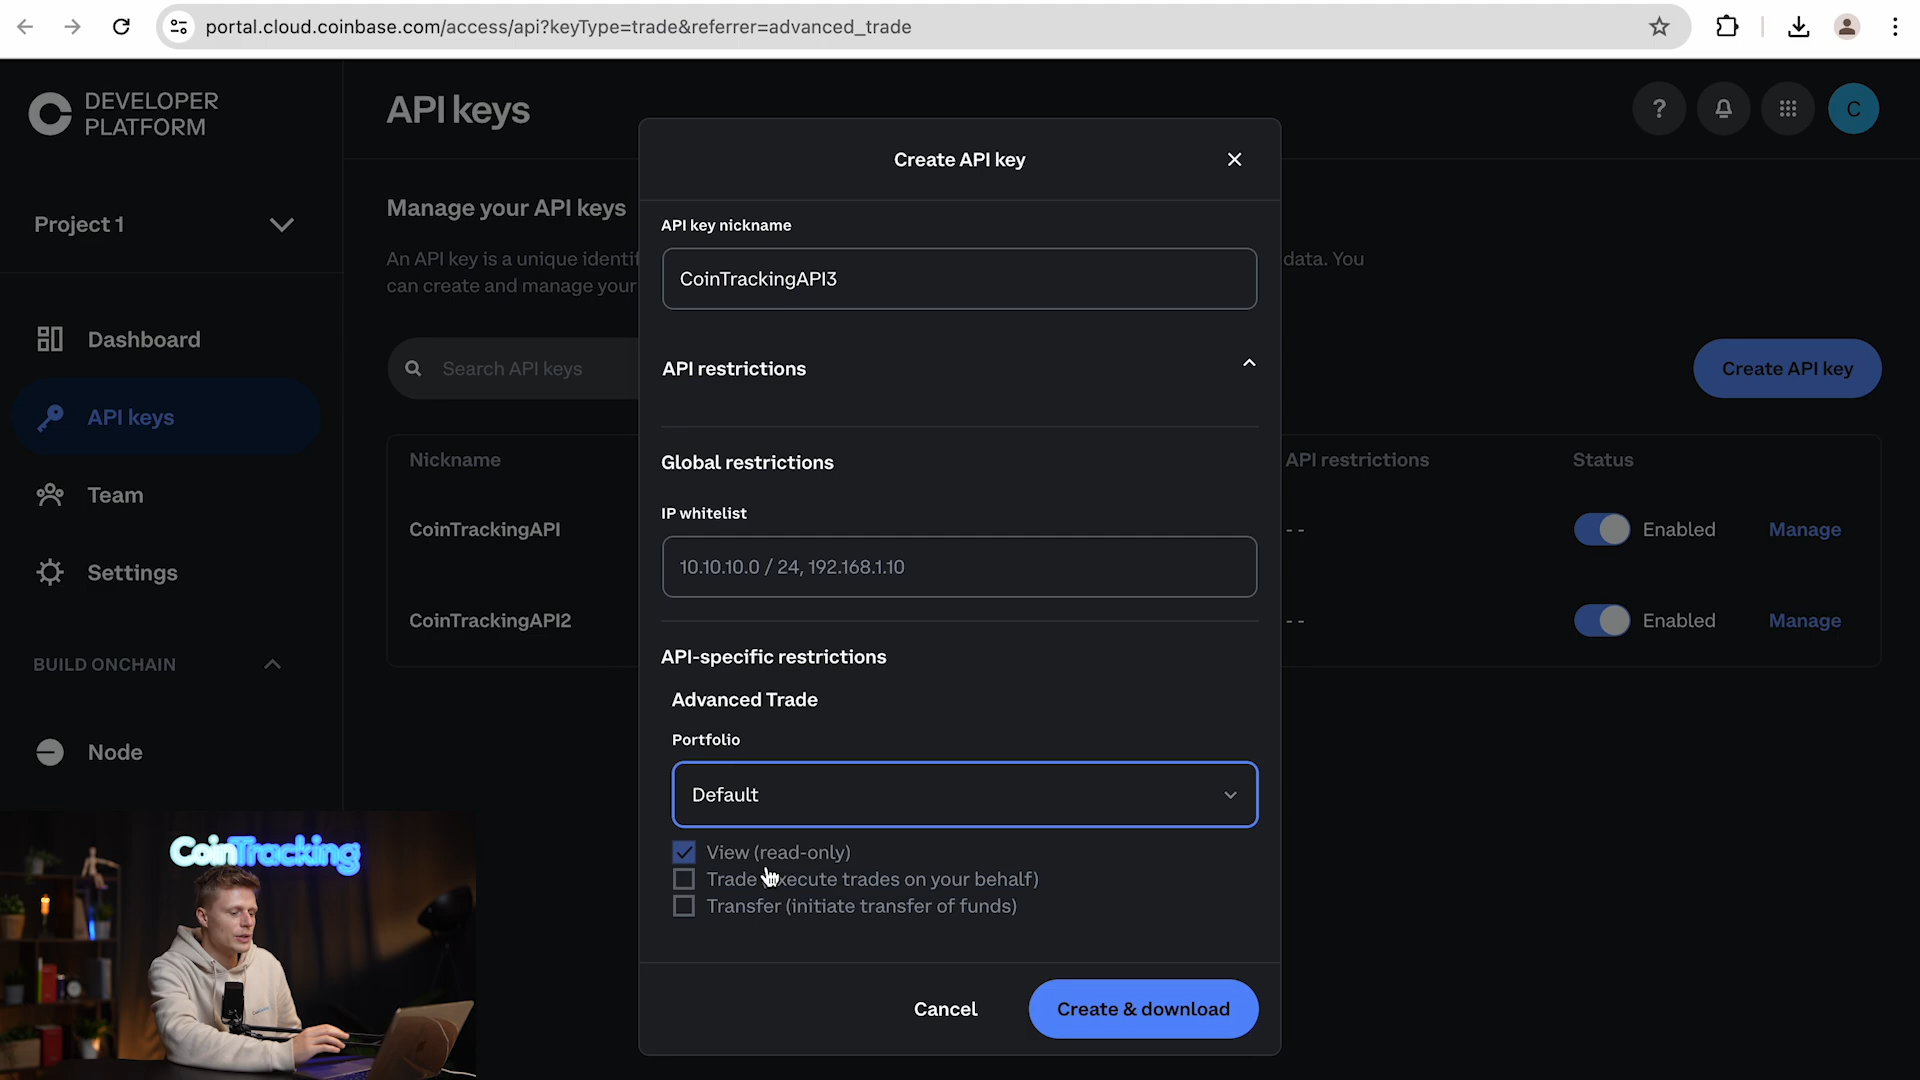 portal.cloud.coinbase.com/access/api?keyType=trade&referrer=advanced_trade
DEVELOPER
PLATFORM
API keys
?
C
Project 1
Manage your API keys
An API key is a unique identif
data. You
can create and manage your
Dashboard
API keys
Team
Settings
BUILD ONCHAIN
Node
Search API keys
Create API key
Nickname
API restrictions
Status
CoinTrackingAPI
--
Enabled
Manage
CoinTrackingAPI2
--
Enabled
Manage
Create API key
API key nickname
CoinTrackingAPI3
API restrictions
Global restrictions
IP whitelist
10.10.10.0 / 24, 192.168.1.10
API-specific restrictions
Advanced Trade
Portfolio
Default
View (read-only)
Trade xecute trades on your behalf)
Transfer (initiate transfer of funds)
Cancel
Create & download
CoinTracking